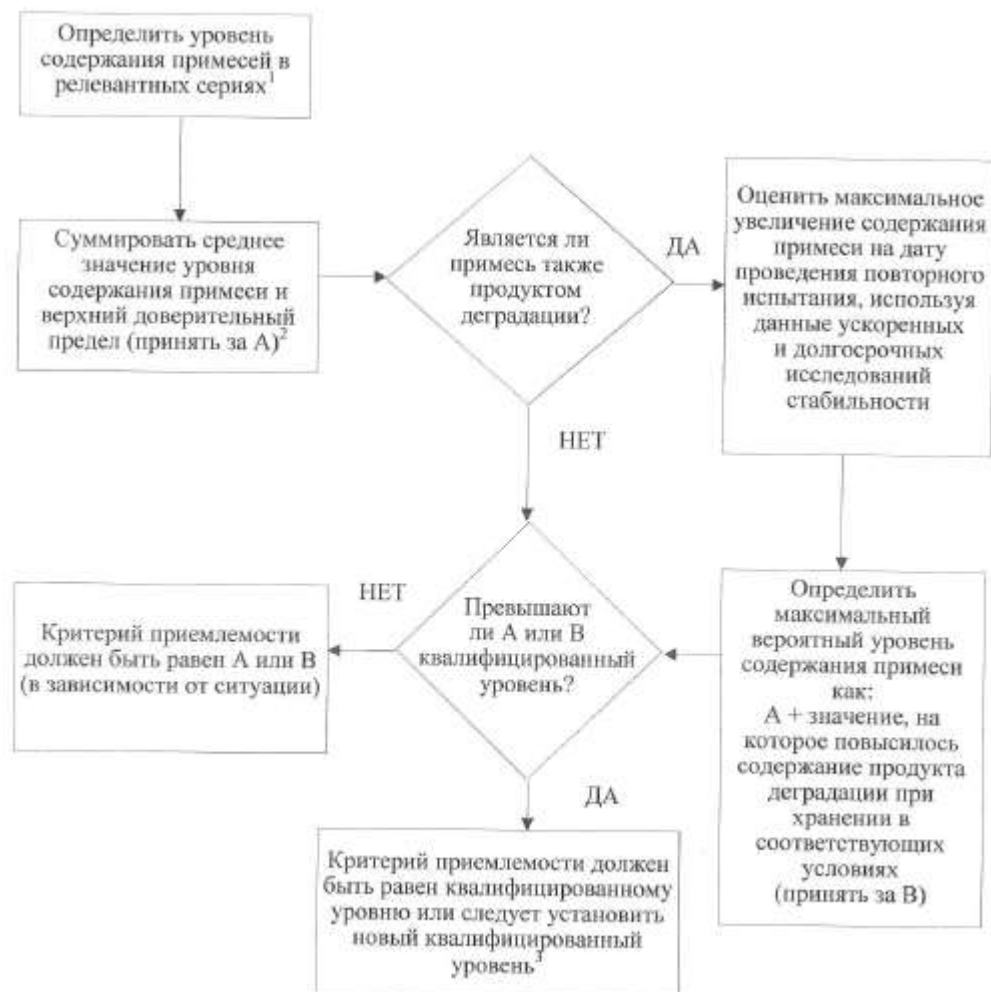 Определить уровень
содержания примесей в
релевантных сериях¹
Суммировать среднее
значение уровня
содержания примеси и
верхний доверительный
предел (принять за А)²
Является ли
примесь также
продуктом
деградации?
ДА
Оценить максимальное
увеличение содержания
примеси на дату
проведения повторного
испытания, используя
данные ускоренных
и долгосрочных
исследований
стабильности
НЕТ
Определить
максимальный
вероятный уровень
содержания примеси
как:
А + значение, на
которое повысилось
содержание продукта
деградации при
хранении в
соответствующих
условиях
(принять за В)
Превышают
ли А или В
квалифицированный
уровень?
НЕТ
Критерий приемлемости
должен быть равен А или В
(в зависимости от ситуации)
ДА
Критерий приемлемости должен
быть равен квалифицированному
уровню или следует установить
новый квалифицированный
уровень³